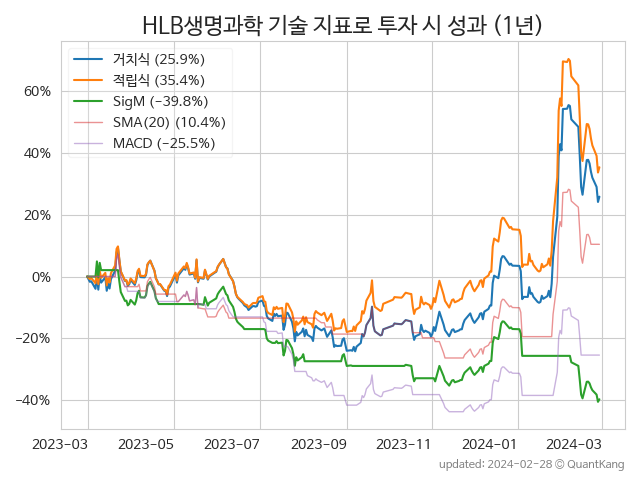 HLB생명과학 기술 지표로 투자 시 성과 (1년)
거치식 (25.9%)
적립식 (35.4%)
SigM (−39.8%)
SMA(20) (10.4%)
MACD (−25.5%)
60%
40%
20%
0%
−20%
−40%
2023-03 2023-05 2023-07 2023-09 2023-11 2024-01 2024-03
updated: 2024-02-28 © QuantKang